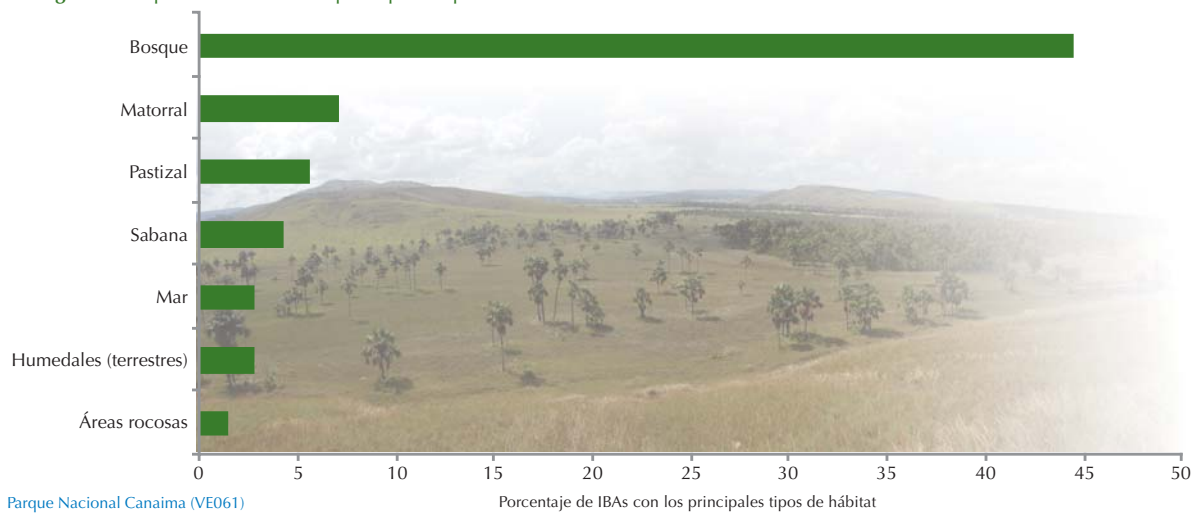 Bosque
Matorral
Pastizal
Sabana
Mar
Humedales (terrestres)
Áreas rocosas
0 5 10 15 20 25 30 35 40 45 50
Parque Nacional Canaima (VE061)
Porcentaje de IBAs con los principales tipos de hábitat